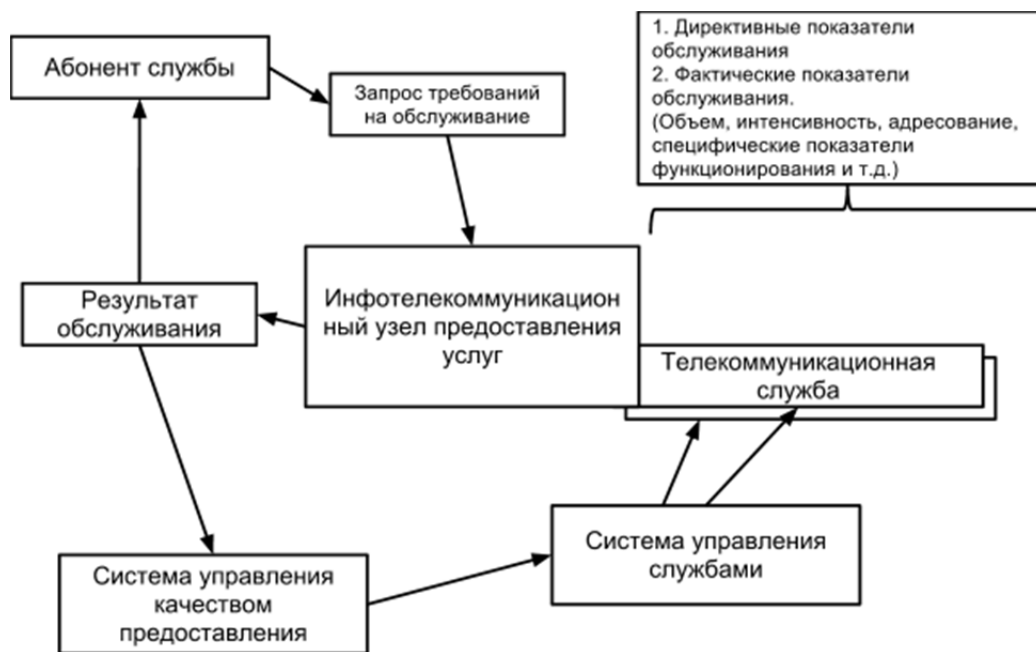 Абонент службы
Запрос требований
на обслуживание
1. Директивные показатели
обслуживания
2. Фактические показатели
обслуживания.
(Объем, интенсивность, адресование,
специфические показатели
функционирования и т.д.)
Результат
обслуживания
Инфотелекоммуникацион
ный узел предоставления
услуг
Телекоммуникационная
служба
Система управления
качеством
предоставления
Система управления
службами